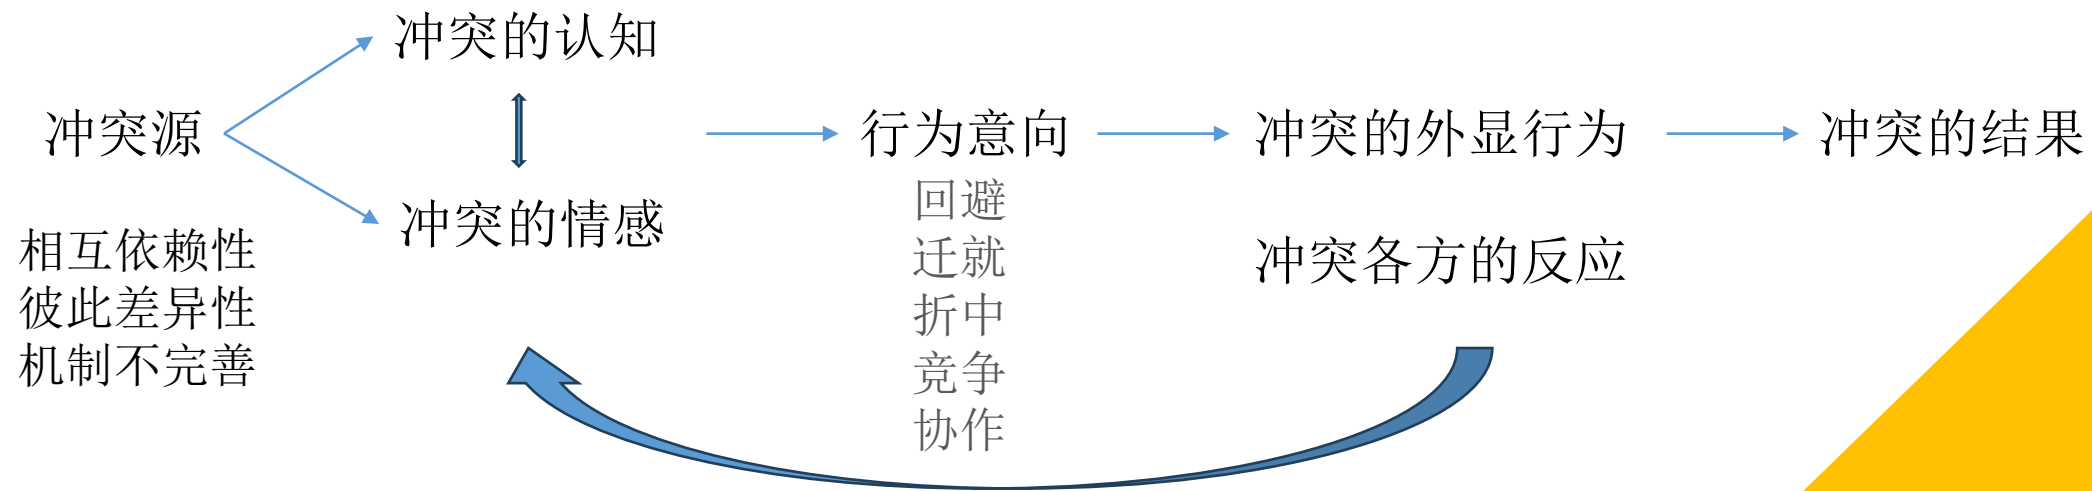 冲突的认知
冲突源
行为意向
冲突的外显行为
冲突的结果
冲突的情感
相互依赖性
彼此差异性
机制不完善
回避
迁就
折中
竞争
协作
冲突各方的反应